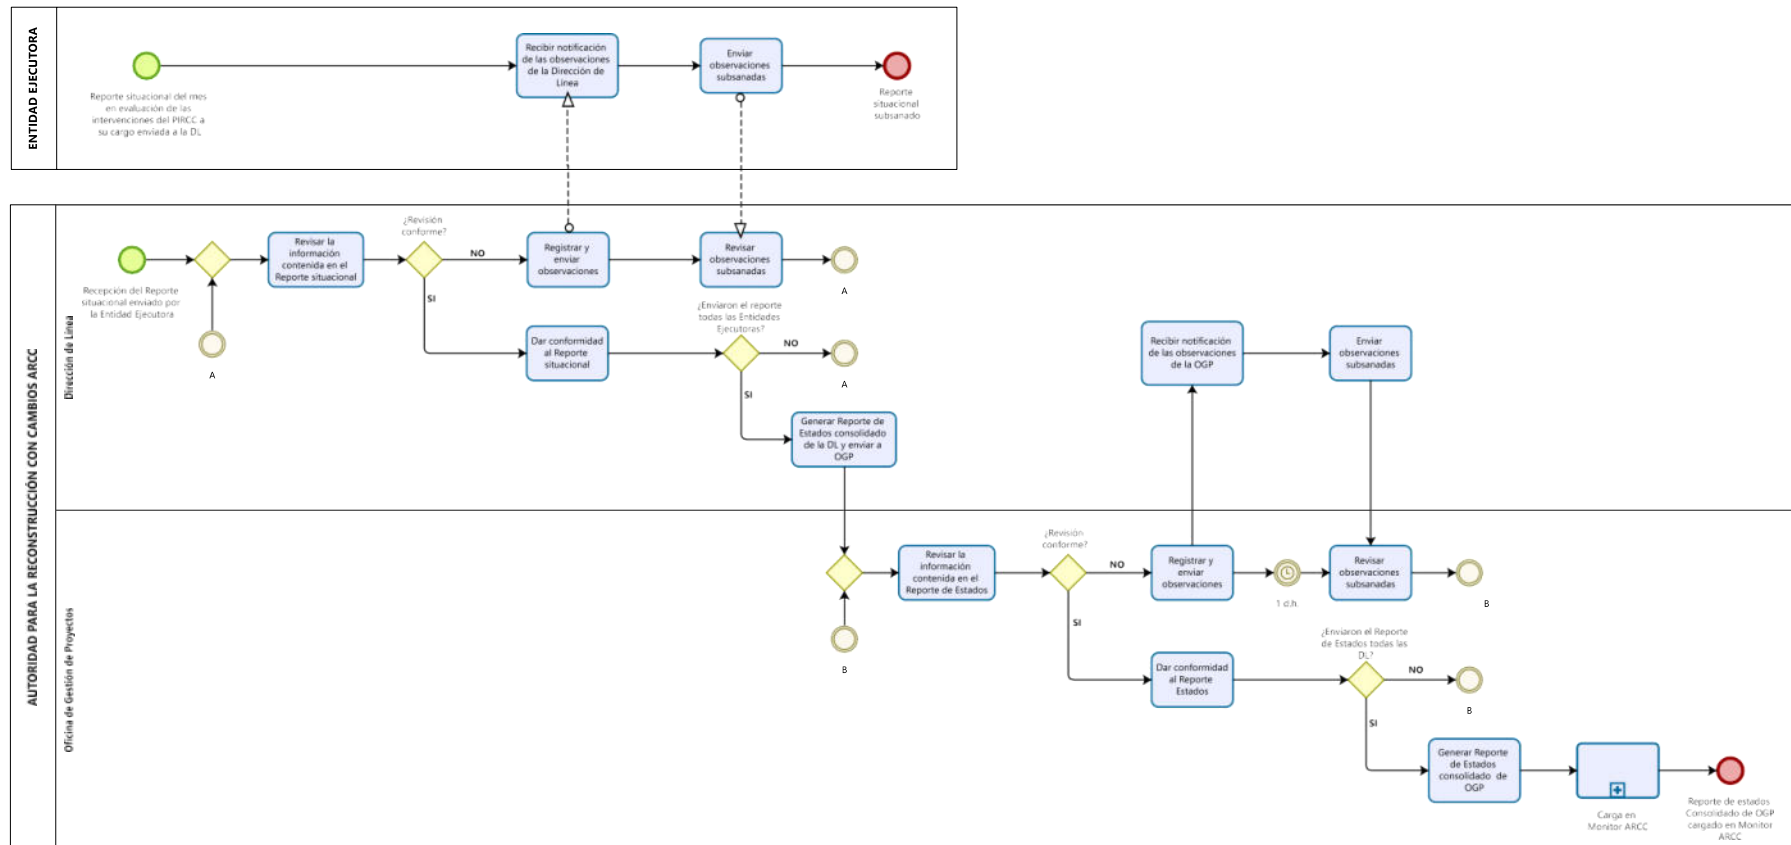 ENTIDAD EJECUTORA
Reporte situacional del mes
en evaluación de las
intervenciones del PIRCC a
su cargo enviada a la DL
Recibir notificación
de las observaciones
de la Dirección de
Línea
Enviar
observaciones
subsanadas
Reporte
situacional
subsanado
AUTORIDAD PARA LA RECONSTRUCCIÓN CON CAMBIOS ARCC
Dirección de Línea
Recepción del Reporte
situacional enviado por
la Entidad Ejecutora
A
Revisar la
información
contenida en el
Reporte situacional
¿Revisión
conforme?
NO
SI
Registrar y
enviar
observaciones
Revisar
observaciones
subsanadas
A
Dar conformidad
al Reporte
situacional
¿Enviaron el reporte
todas las Entidades
Ejecutoras?
NO
A
SI
Generar Reporte de
Estados consolidado
de la DL y enviar a
OGP
Recibir notificación
de las observaciones
de la OGP
Enviar
observaciones
subsanadas
Oficina de Gestión de Proyectos
B
Revisar la
información
contenida en el
Reporte de Estados
¿Revisión
conforme?
NO
SI
Registrar y
enviar
observaciones
1 d.h.
Revisar
observaciones
subsanadas
B
Dar conformidad
al Reporte
Estados
¿Enviaron el Reporte
de Estados todas las
DL?
NO
B
SI
Generar Reporte
de Estados
consolidado de
OGP
Carga en
Monitor ARCC
Reporte de estados
Consolidado de OGP
cargado en Monitor
ARCC